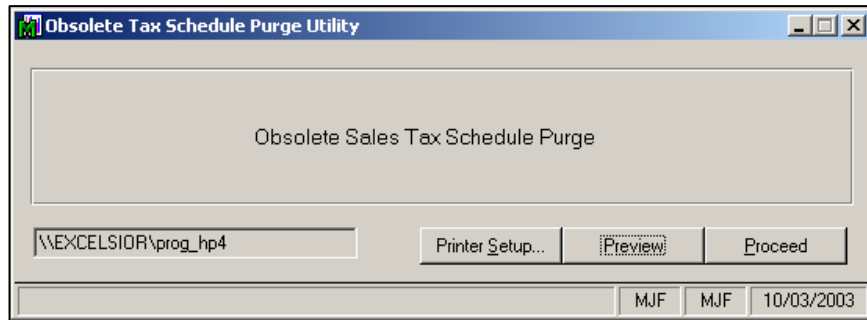 Obsolete Tax Schedule Purge Utility
Obsolete Sales Tax Schedule Purge
\\EXCELSIOR\prog_hp4 Printer Setup... Preview Proceed
MJF MJF 10/03/2003